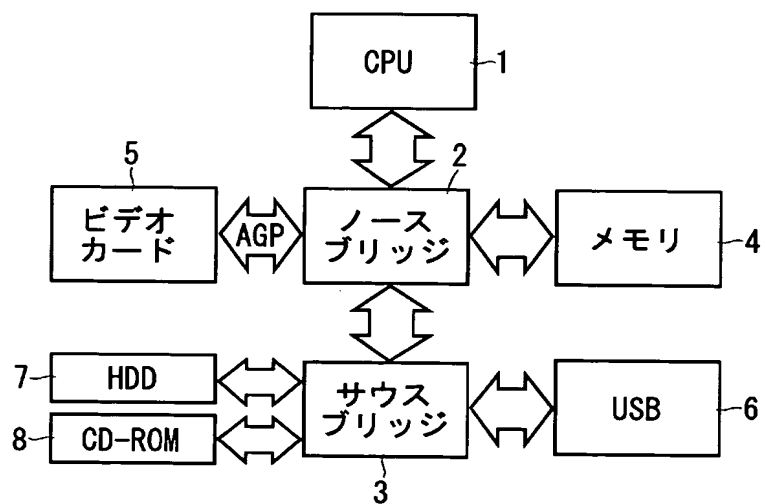 CPU
1
5
2
ビデオ
カード
AGP
ノース
ブリッジ
メモリ
4
7
HDD
サウス
ブリッジ
USB
6
8
CD-ROM
3